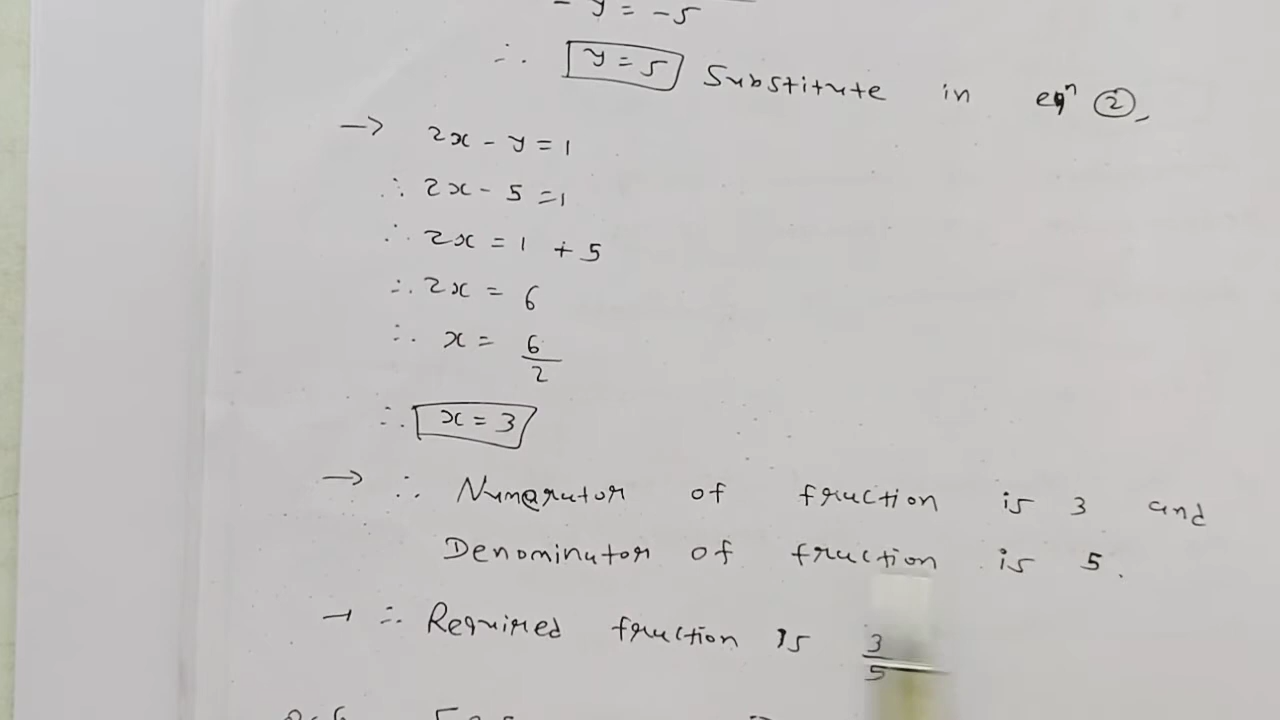 - y = -5
∴ y = 5 Substitute in eqⁿ ②,
→ 2x - y = 1
∴ 2x - 5 = 1
∴ 2x = 1 + 5
∴ 2x = 6
∴ x = 6/2
∴ x = 3
→ ∴ Numerator of fraction is 3 and
Denominator of fraction is 5.
→ ∴ Required fraction is 3/5